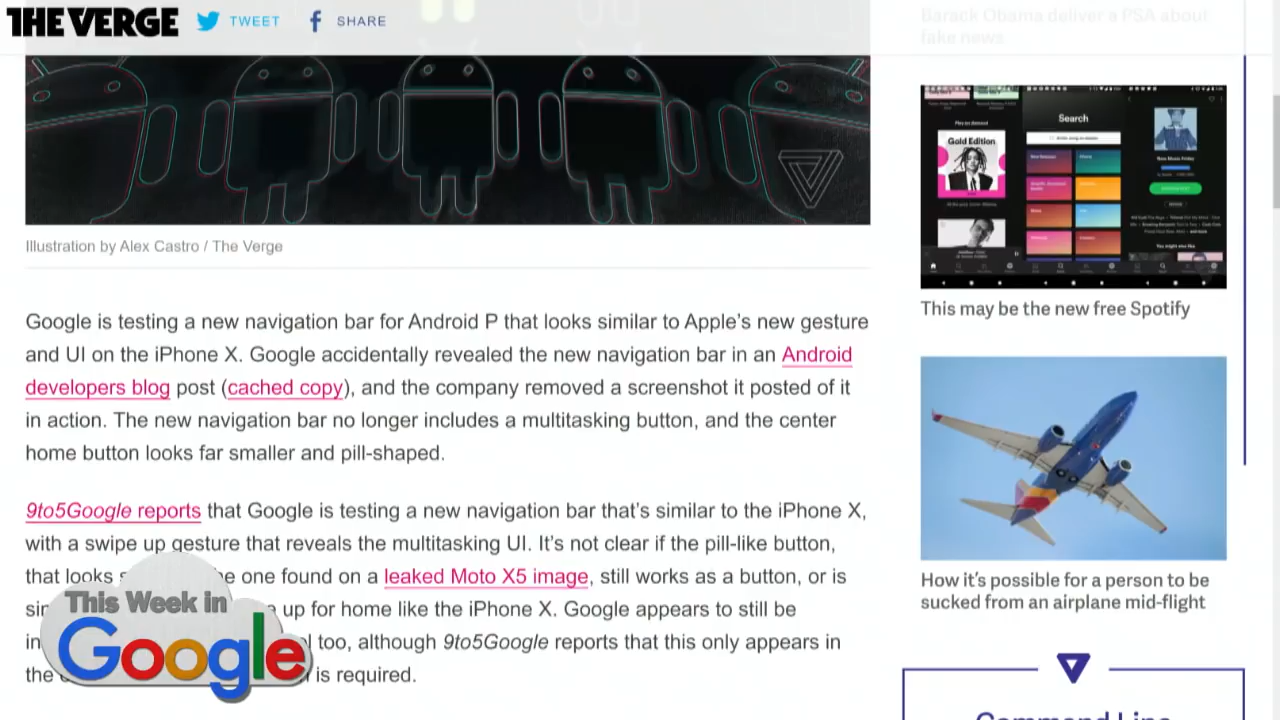 THE VERGE
TWEET
SHARE
Barack Obama deliver a PSA about
fake news
Gold Edition
Search
This may be the new free Spotify
Illustration by Alex Castro / The Verge
Google is testing a new navigation bar for Android P that looks similar to Apple's new gesture
and UI on the iPhone X. Google accidentally revealed the new navigation bar in an Android
developers blog post (cached copy), and the company removed a screenshot it posted of it
in action. The new navigation bar no longer includes a multitasking button, and the center
home button looks far smaller and pill-shaped.
9to5Google reports that Google is testing a new navigation bar that's similar to the iPhone X,
with a swipe up gesture that reveals the multitasking UI. It's not clear if the pill-like button,
that looks one found on a leaked Moto X5 image, still works as a button, or is
up for home like the iPhone X. Google appears to still be
too, although 9to5Google reports that this only appears in
the is required.
How it's possible for a person to be
sucked from an airplane mid-flight
Command Line
This Week in
Google